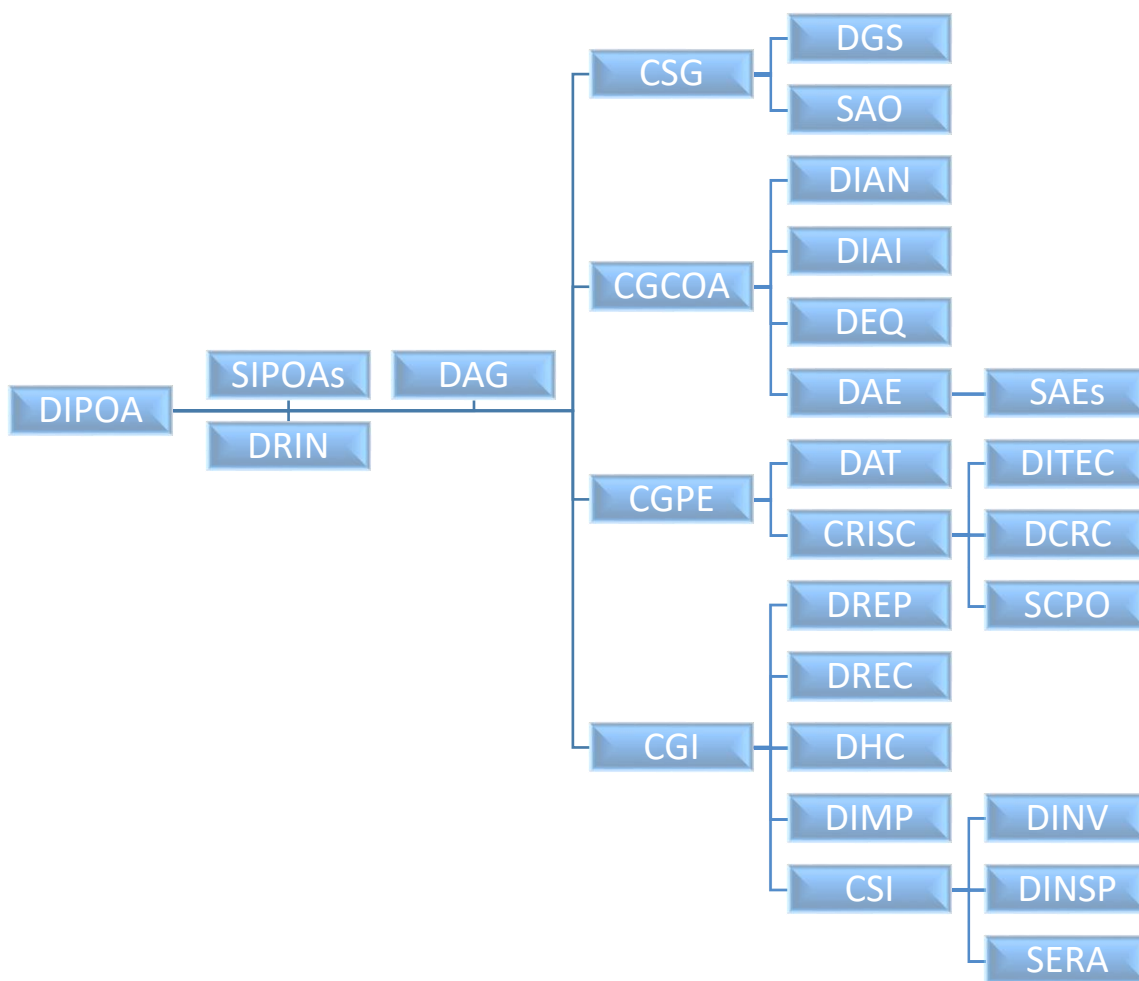 DIPOA
SIPOAs
DRIN
DAG
CSG
DGS
SAO
CGCOA
DIAN
DIAI
DEQ
DAE
SAEs
CGPE
DAT
CRISC
DITEC
DCRC
SCPO
CGI
DREP
DREC
DHC
DIMP
CSI
DINV
DINSP
SERA